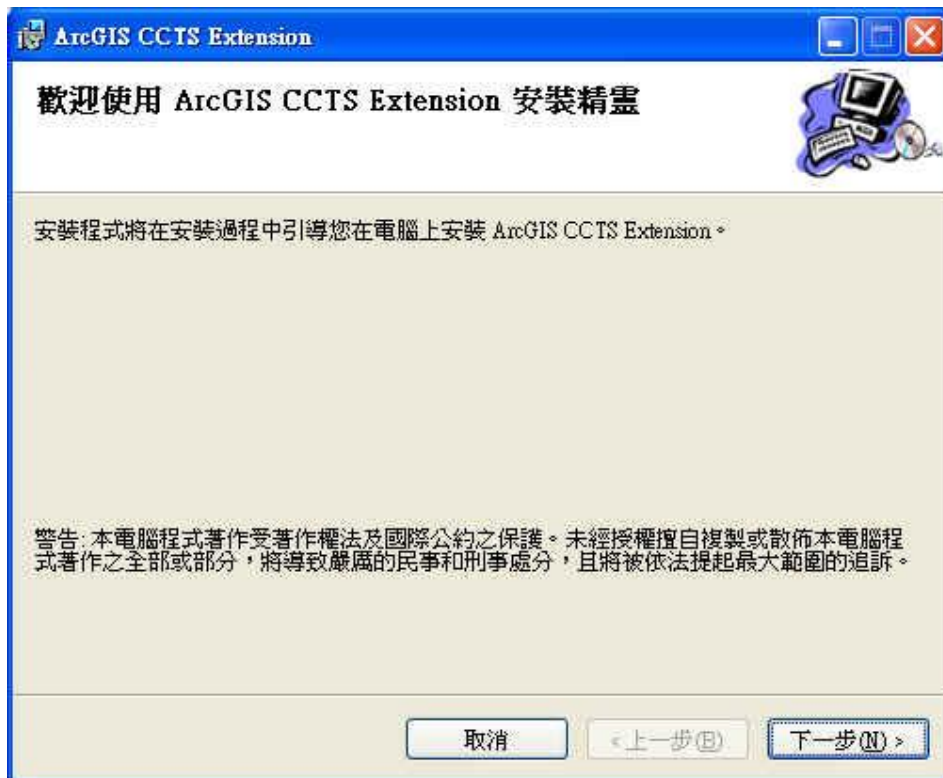 ArcGIS CCTS Extension
歡迎使用 ArcGIS CCTS Extension 安裝精靈
安裝程式將在安裝過程中引導您在電腦上安裝 ArcGIS CCTS Extension。
警告: 本電腦程式著作受著作權法及國際公約之保護。未經授權擅自複製或散佈本電腦程
式著作之全部或部分，將導致嚴厲的民事和刑事處分，且將被依法提起最大範圍的追訴。
取消 <上一步(B) 下一步(N) >